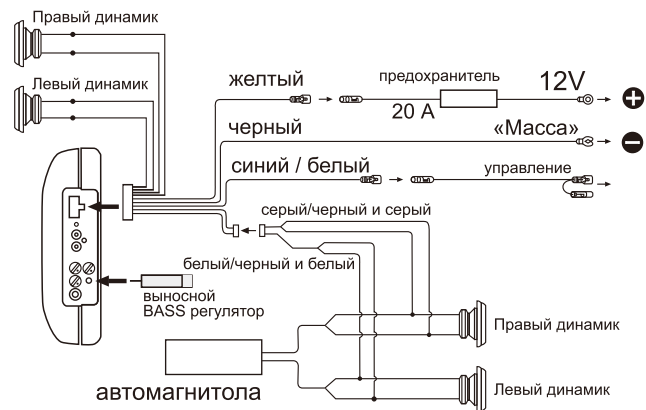 Правый динамик
Левый динамик
желтый
предохранитель
20 А
12V
черный
«Масса»
синий / белый
управление
серый/черный и серый
белый/черный и белый
выносной
BASS регулятор
Правый динамик
автомагнитола
Левый динамик